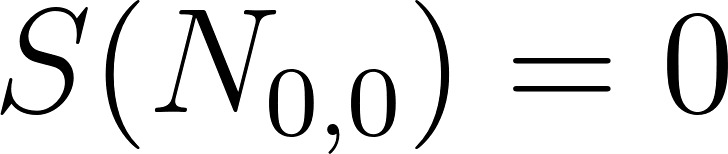 S(N_{0,0}) = 0